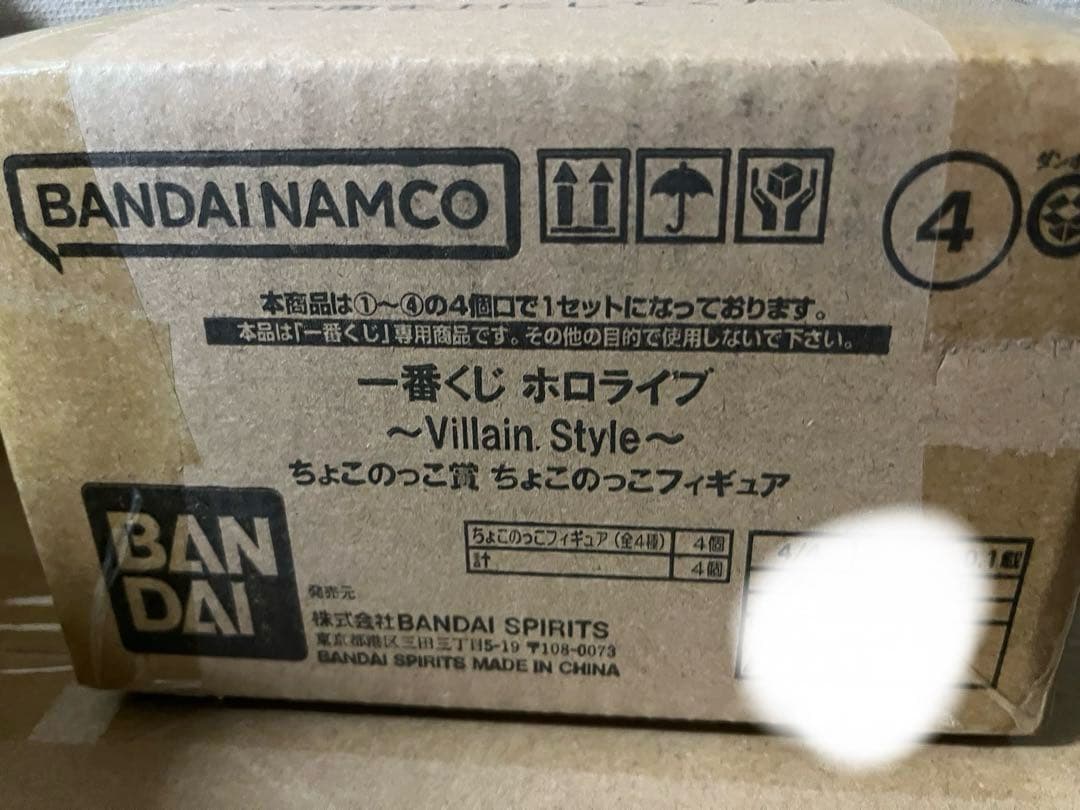 BANDAI NAMCO
4
本商品は①～④の4個口で1セットになっております。
本品は「一番くじ」専用商品です。その他の目的で使用しないで下さい。
一番くじ ホロライブ
～Villain Style～
ちょこのっこ賞 ちょこのっこフィギュア
ちょこのっこフィギュア（全4種） 4個
計 4個
BAN
DAI
発売元
株式会社BANDAI SPIRITS
東京都港区三田三丁目5-19 〒108-0073
BANDAI SPIRITS MADE IN CHINA